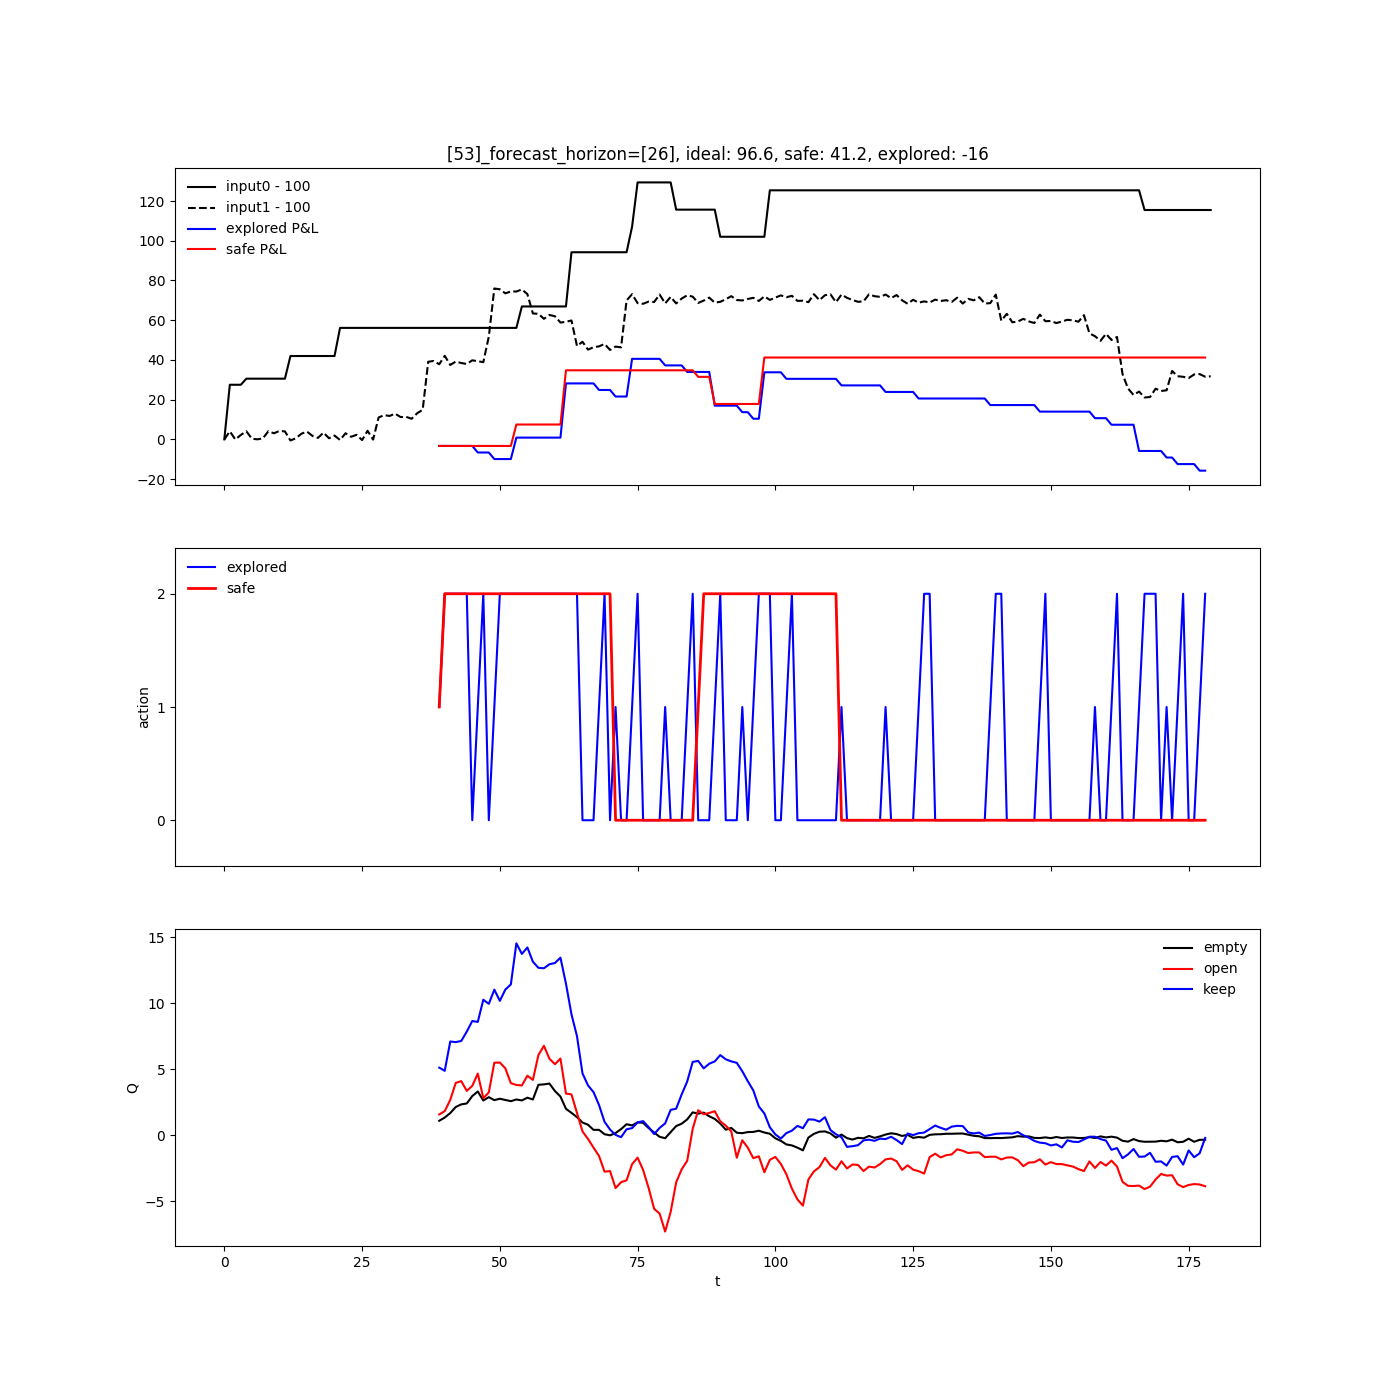 [53]_forecast_horizon=[26], ideal: 96.6, safe: 41.2, explored: -16
input0 - 100
input1 - 100
explored P&L
safe P&L
120
100
80
60
40
20
0
−20
explored
safe
2
1
0
action
empty
open
keep
15
10
5
0
−5
Q
0 25 50 75 100 125 150 175
t